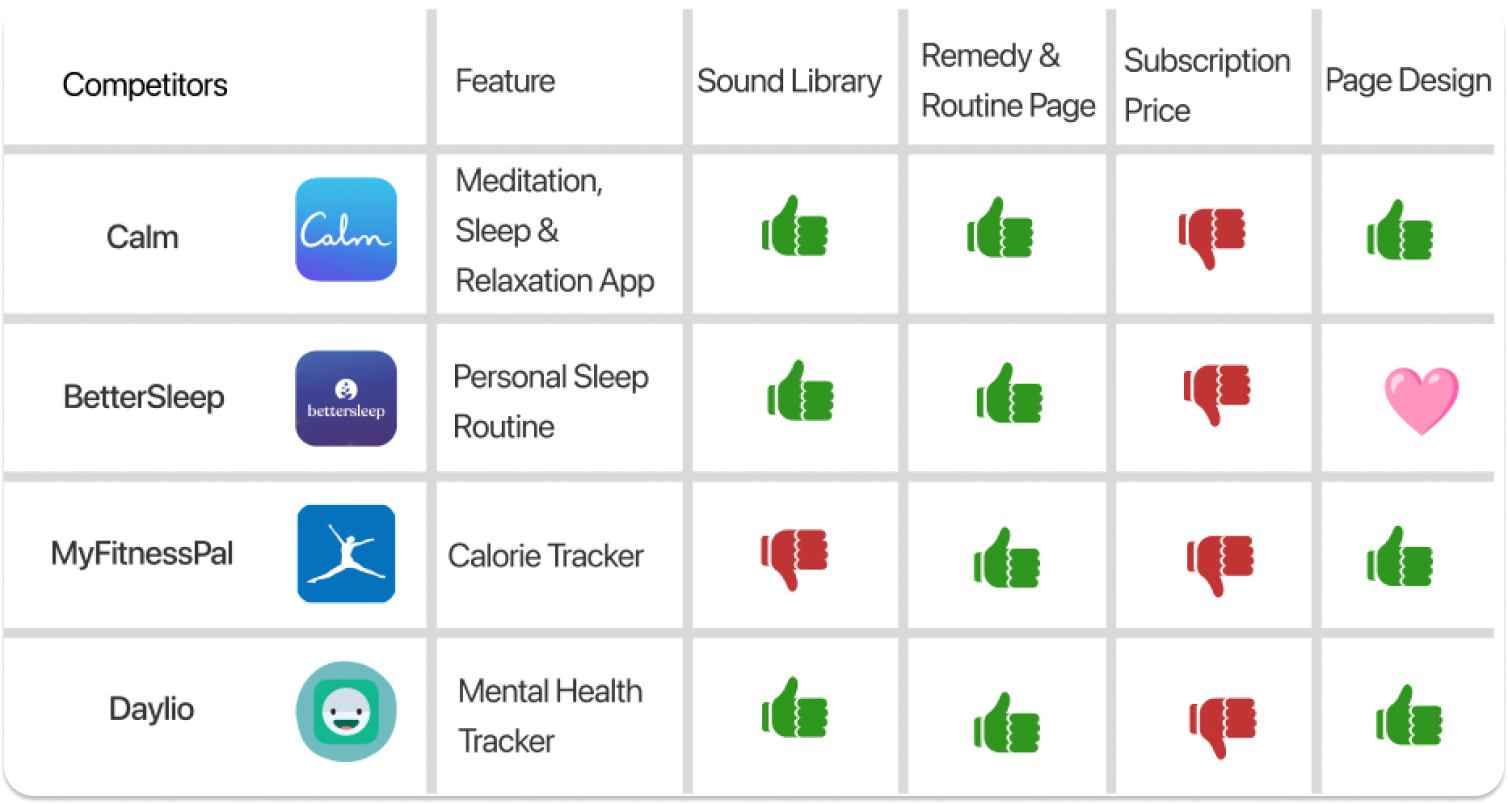 Competitors
Feature
Sound Library
Remedy &
Routine Page
Subscription
Price
Page Design
Calm
Calm
Meditation,
Sleep &
Relaxation App
BetterSleep
bettersleep
Personal Sleep
Routine
MyFitnessPal
Calorie Tracker
Daylio
Mental Health
Tracker